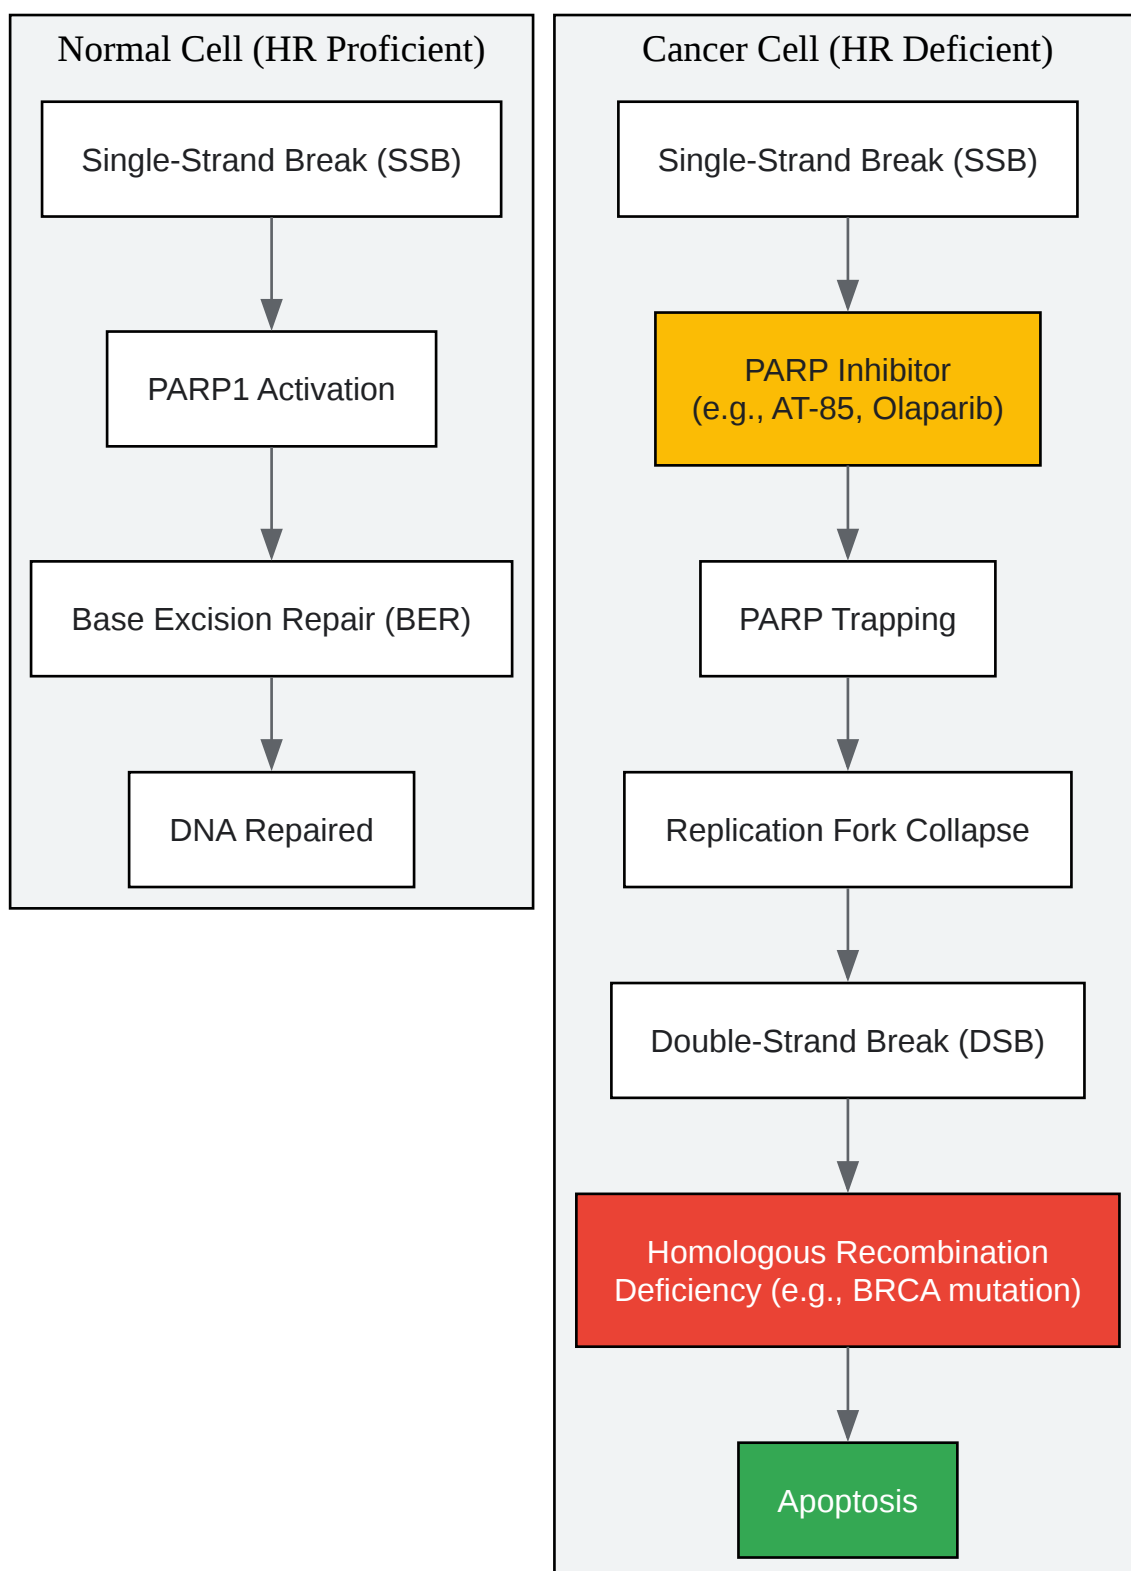 Normal Cell (HR Proficient)
Single-Strand Break (SSB)
PARP1 Activation
Base Excision Repair (BER)
DNA Repaired
Cancer Cell (HR Deficient)
Single-Strand Break (SSB)
PARP Inhibitor
(e.g., AT-85, Olaparib)
PARP Trapping
Replication Fork Collapse
Double-Strand Break (DSB)
Homologous Recombination
Deficiency (e.g., BRCA mutation)
Apoptosis